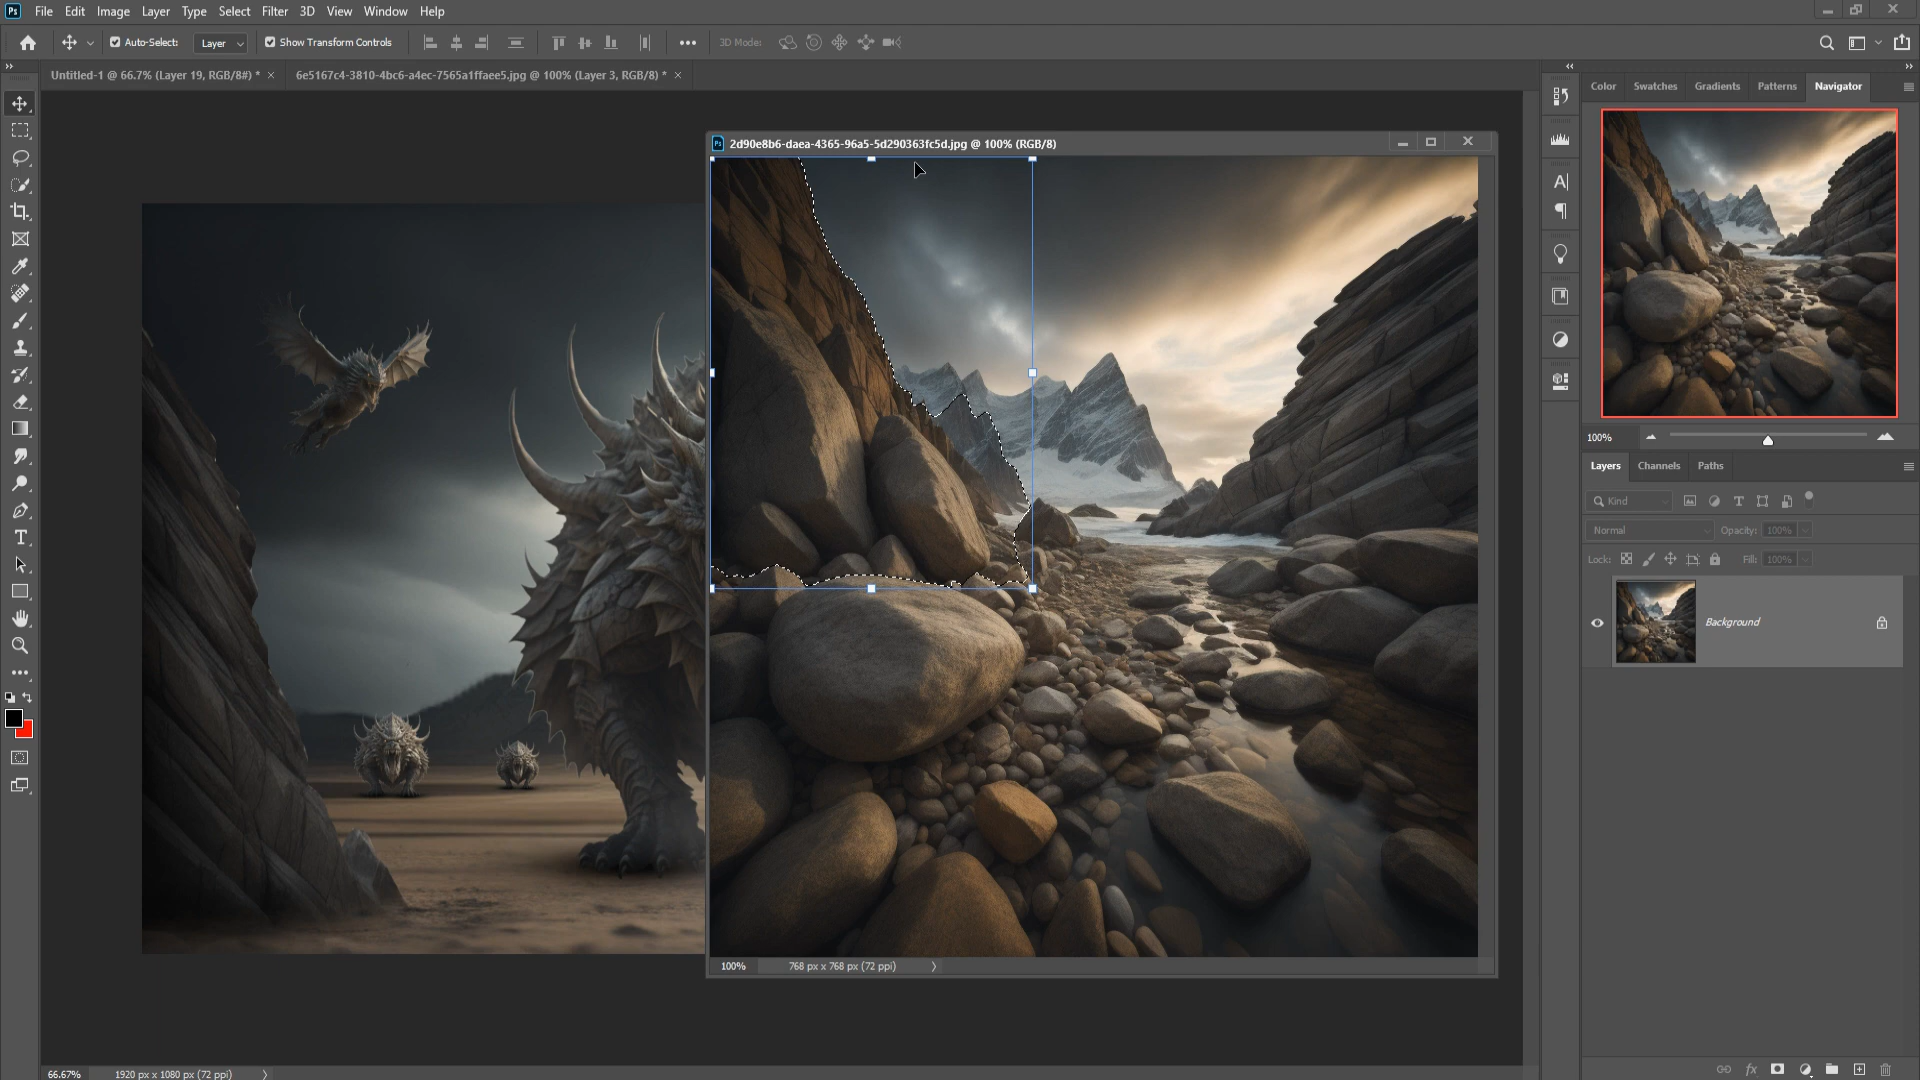 Ps File Edit Image Layer Type Select Filter 3D View Window Help
Auto-Select: Layer Show Transform Controls 3D Mode:
Untitled-1 @ 66.7% (Layer 19, RGB/8#) * × 6e5167c4-3810-4bc6-a4ec-7565a1ffaee5.jpg @ 100% (Layer 3, RGB/8) * ×
Color Swatches Gradients Patterns Navigator
Ps 2d90e8b6-daea-4365-96a5-5d290363fc5d.jpg @ 100% (RGB/8)
100%
Layers Channels Paths
Kind
Normal Opacity: 100%
Lock: Fill: 100%
Background
100% 768 px x 768 px (72 ppi)
66.67% 1920 px x 1080 px (72 ppi)